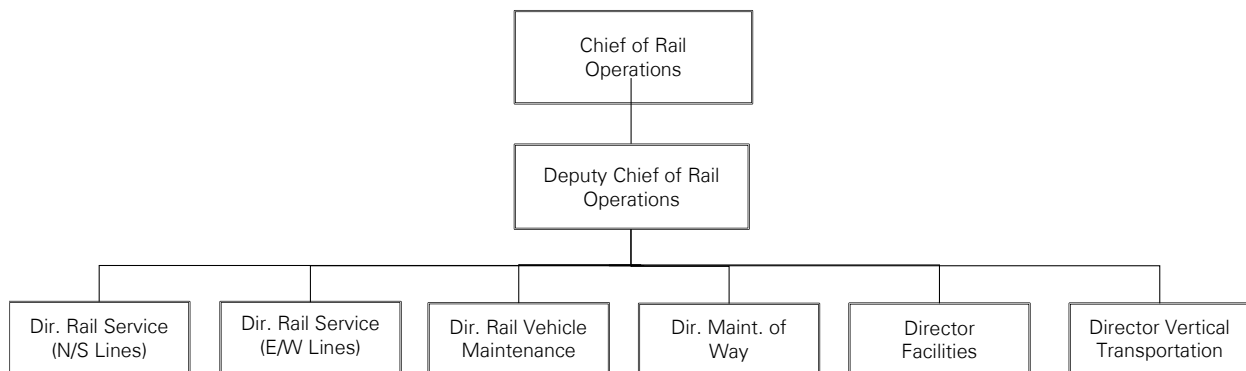 Chief of Rail
Operations
Deputy Chief of Rail
Operations
Dir. Rail Service
(N/S Lines)
Dir. Rail Service
(E/W Lines)
Dir. Rail Vehicle
Maintenance
Dir. Maint. of
Way
Director
Facilities
Director Vertical
Transportation